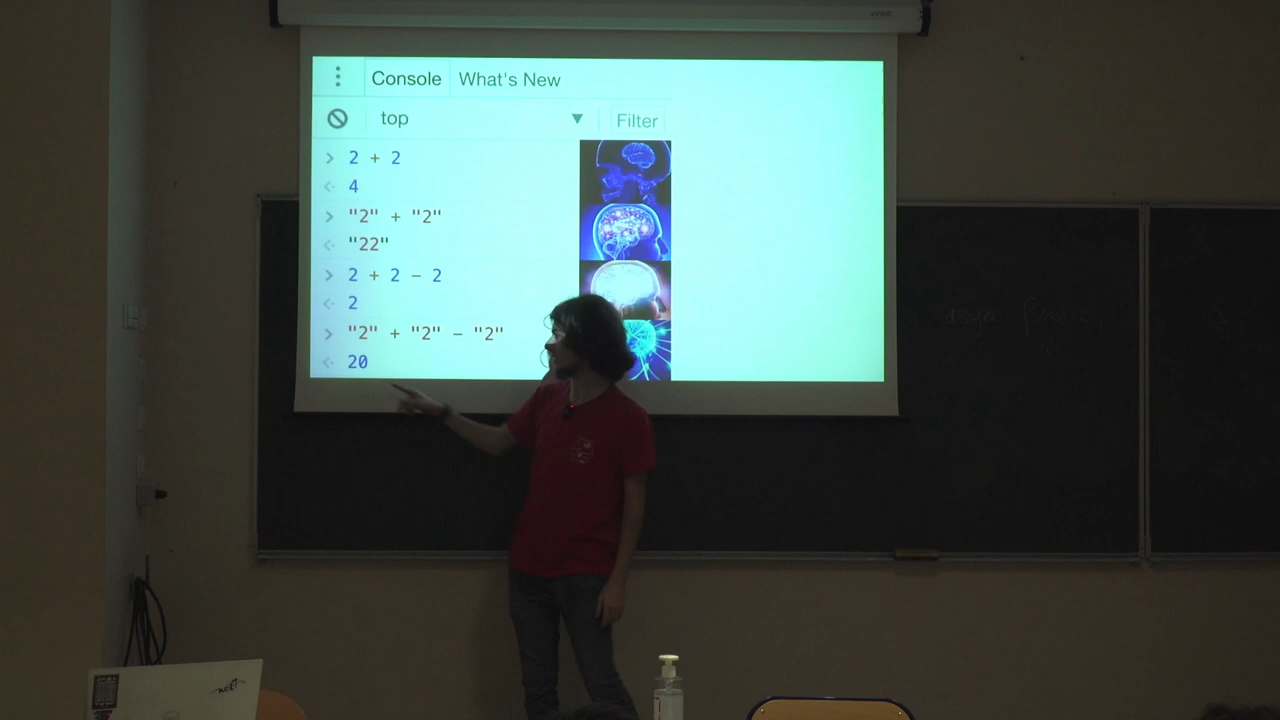 Console What's New
top Filter
> 2 + 2
<· 4
> "2" + "2"
<· "22"
> 2 + 2 - 2
<· 2
> "2" + "2" - "2"
<· 20